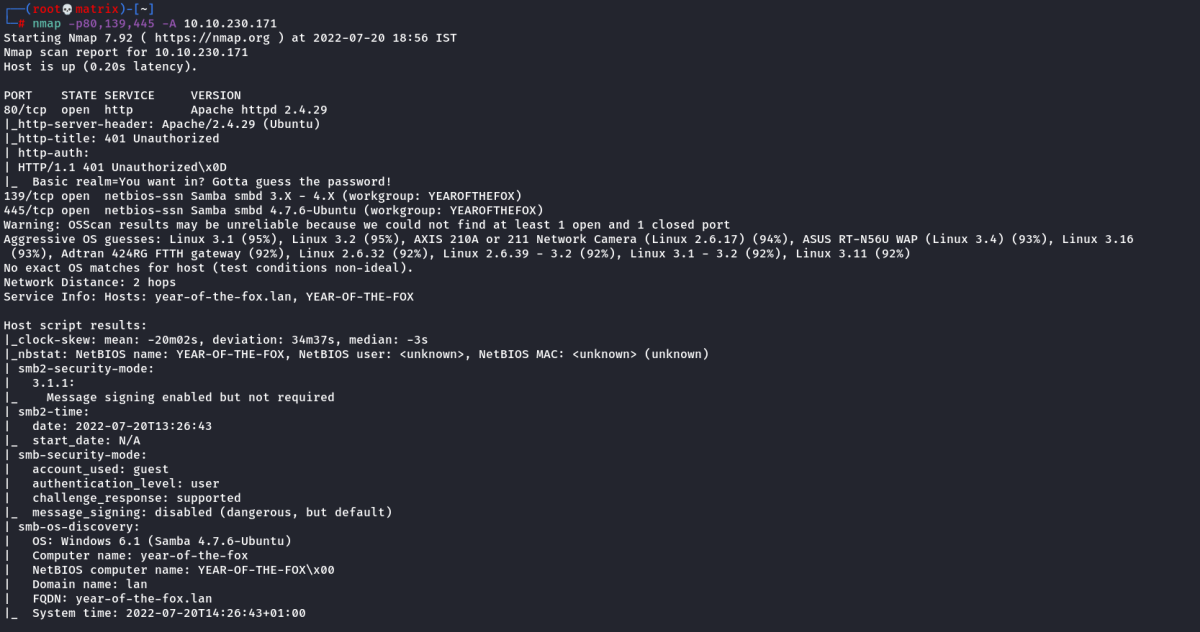 ┌──(root💀matrix)-[~]
└─# nmap -p80,139,445 -A 10.10.230.171
Starting Nmap 7.92 ( https://nmap.org ) at 2022-07-20 18:56 IST
Nmap scan report for 10.10.230.171
Host is up (0.20s latency).

PORT    STATE SERVICE     VERSION
80/tcp  open  http        Apache httpd 2.4.29
|_http-server-header: Apache/2.4.29 (Ubuntu)
|_http-title: 401 Unauthorized
| http-auth:
| HTTP/1.1 401 Unauthorized\x0D
|_  Basic realm=You want in? Gotta guess the password!
139/tcp open  netbios-ssn Samba smbd 3.X - 4.X (workgroup: YEAROFTHEFOX)
445/tcp open  netbios-ssn Samba smbd 4.7.6-Ubuntu (workgroup: YEAROFTHEFOX)
Warning: OSScan results may be unreliable because we could not find at least 1 open and 1 closed port
Aggressive OS guesses: Linux 3.1 (95%), Linux 3.2 (95%), AXIS 210A or 211 Network Camera (Linux 2.6.17) (94%), ASUS RT-N56U WAP (Linux 3.4) (93%), Linux 3.16
 (93%), Adtran 424RG FTTH gateway (92%), Linux 2.6.32 (92%), Linux 2.6.39 - 3.2 (92%), Linux 3.1 - 3.2 (92%), Linux 3.11 (92%)
No exact OS matches for host (test conditions non-ideal).
Network Distance: 2 hops
Service Info: Hosts: year-of-the-fox.lan, YEAR-OF-THE-FOX

Host script results:
|_clock-skew: mean: -20m02s, deviation: 34m37s, median: -3s
|_nbstat: NetBIOS name: YEAR-OF-THE-FOX, NetBIOS user: <unknown>, NetBIOS MAC: <unknown> (unknown)
| smb2-security-mode:
|   3.1.1:
|_    Message signing enabled but not required
| smb2-time:
|   date: 2022-07-20T13:26:43
|_  start_date: N/A
| smb-security-mode:
|   account_used: guest
|   authentication_level: user
|   challenge_response: supported
|_  message_signing: disabled (dangerous, but default)
| smb-os-discovery:
|   OS: Windows 6.1 (Samba 4.7.6-Ubuntu)
|   Computer name: year-of-the-fox
|   NetBIOS computer name: YEAR-OF-THE-FOX\x00
|   Domain name: lan
|   FQDN: year-of-the-fox.lan
|_  System time: 2022-07-20T14:26:43+01:00